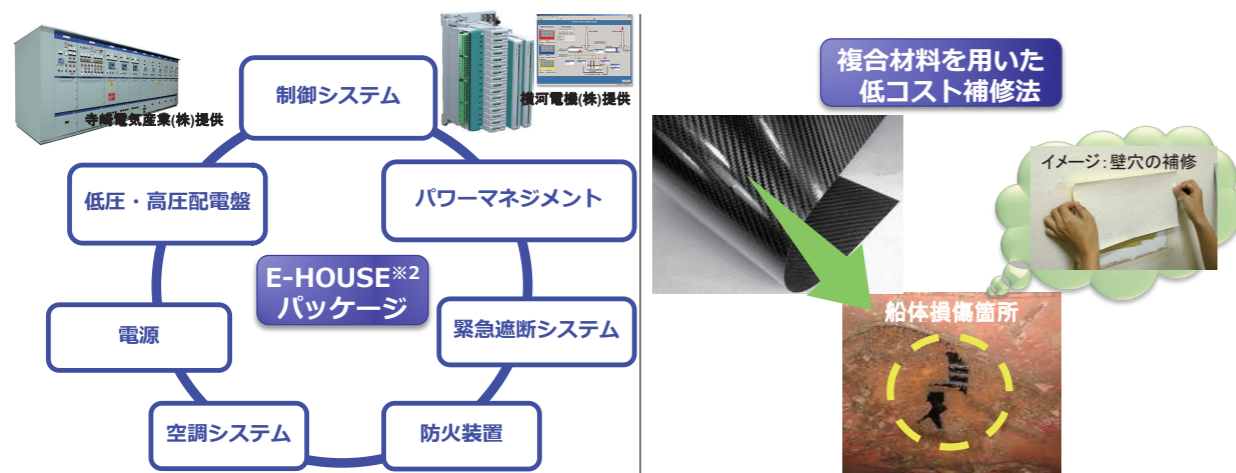 制御システム
寺崎電気産業(株)提供
横河電機(株)提供
低圧・高圧配電盤
パワーマネジメント
E-HOUSE※2
パッケージ
電源
緊急遮断システム
空調システム
防火装置
複合材料を用いた
低コスト補修法
イメージ：壁穴の補修
船体損傷箇所